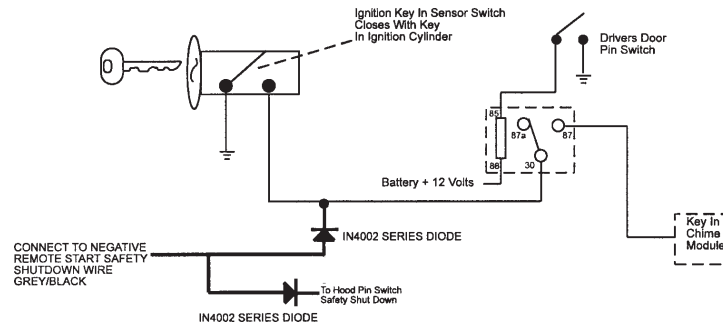 Ignition Key In Sensor Switch
Closes With Key
In Ignition Cylinder
Drivers Door
Pin Switch
85
87a
87
86
30
Battery + 12 Volts
Key In
Chime
Module
IN4002 SERIES DIODE
CONNECT TO NEGATIVE
REMOTE START SAFETY
SHUTDOWN WIRE
GREY/BLACK
To Hood Pin Switch
Safety Shut Down
IN4002 SERIES DIODE